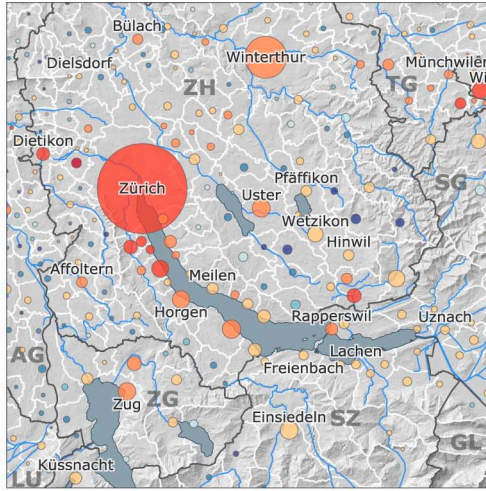 Bülach
Dielsdorf
Winterthur
Münchwilen
Wi
ZH
TG
Dietikon
Zürich
Pfäffikon
SG
Uster
Wetzikon
Hinwil
Affoltern
Meilen
Horgen
Rapperswil
Uznach
AG
Lachen
Freienbach
Zug
ZG
Einsiedeln
SZ
GL
Küssnacht
LU